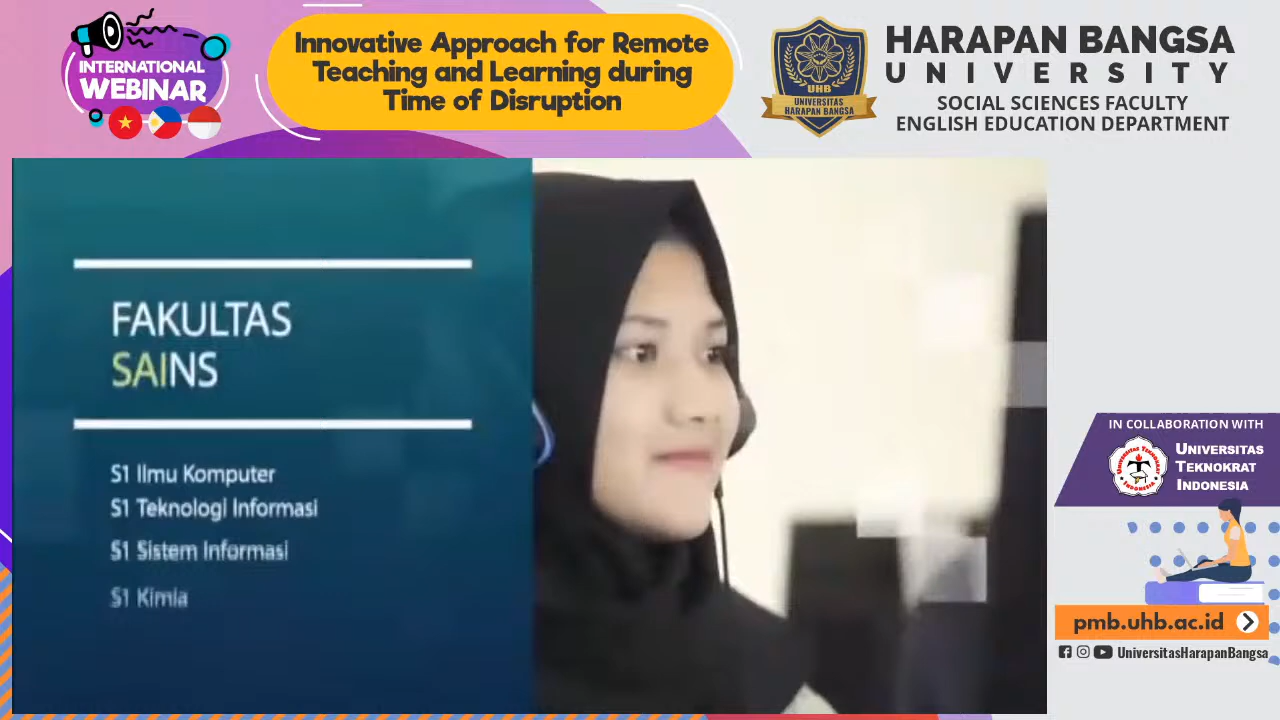 INTERNATIONAL
WEBINAR
Innovative Approach for Remote
Teaching and Learning during
Time of Disruption
UHB
UNIVERSITAS
HARAPAN BANGSA
HARAPAN BANGSA
UNIVERSITY
SOCIAL SCIENCES FACULTY
ENGLISH EDUCATION DEPARTMENT
FAKULTAS
SAINS
S1 Ilmu Komputer
S1 Teknologi Informasi
S1 Sistem Informasi
S1 Kimia
IN COLLABORATION WITH
UNIVERSITAS
TEKNOKRAT
INDONESIA
pmb.uhb.ac.id
UniversitasHarapanBangsa